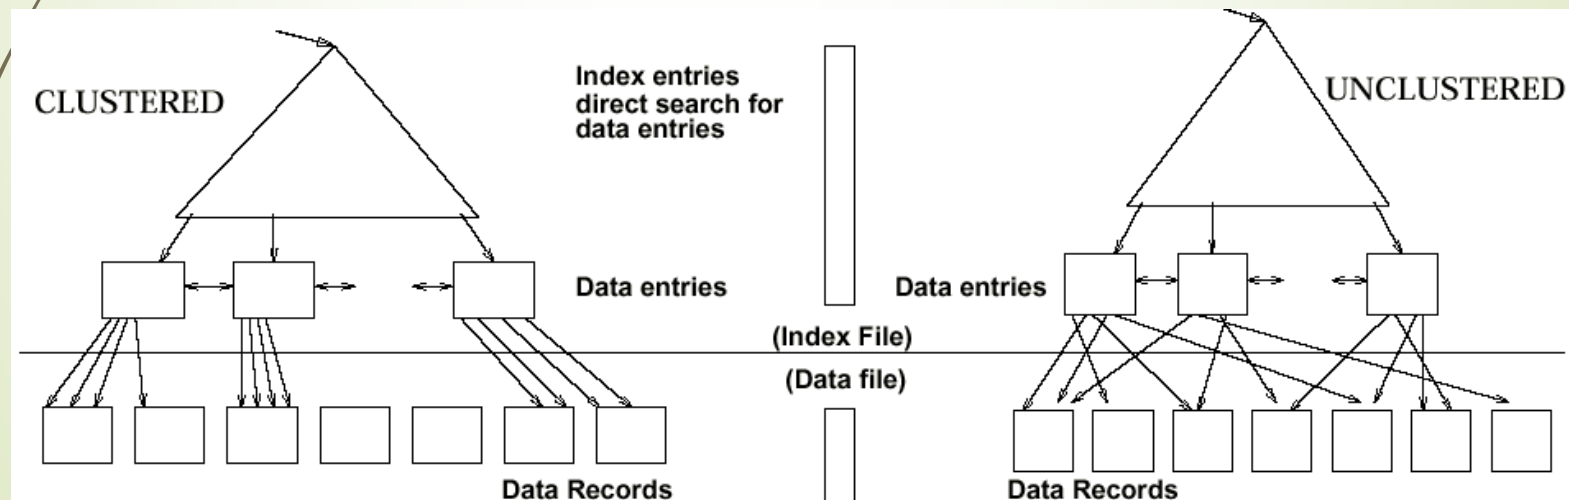 CLUSTERED
Index entries
direct search for
data entries
UNCLUSTERED
Data entries
Data entries
(Index File)
(Data file)
Data Records
Data Records